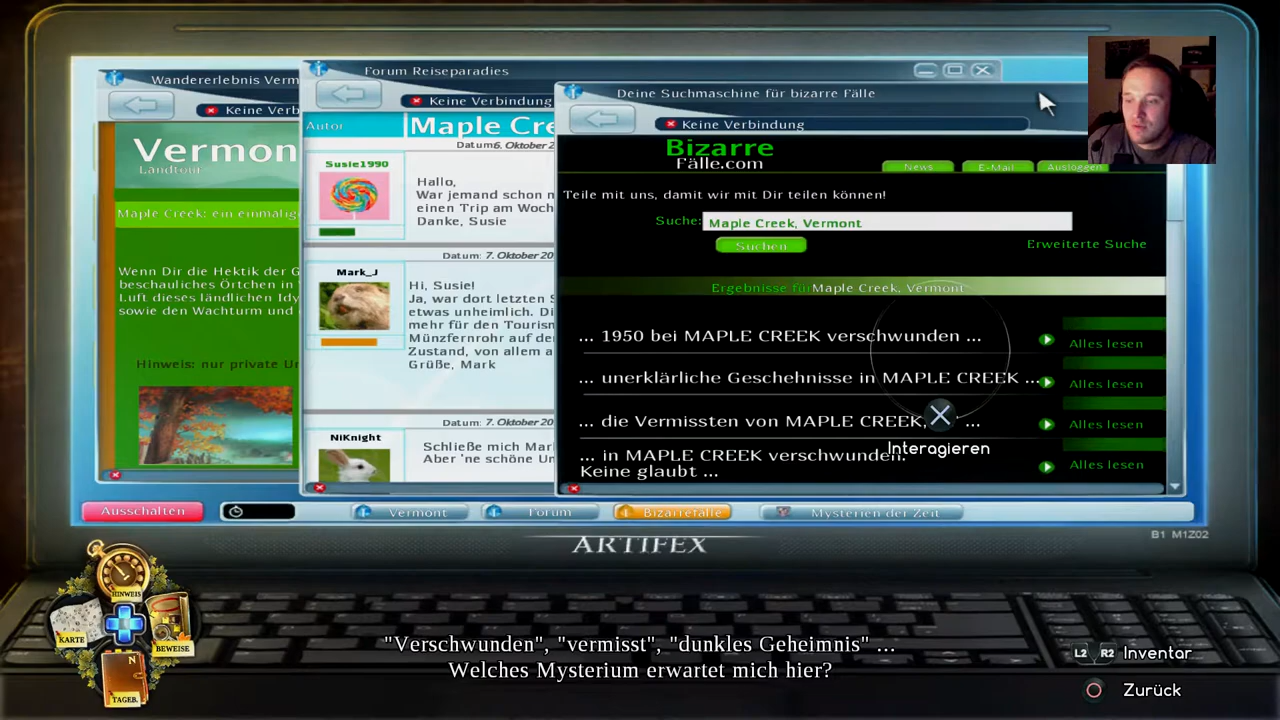 Wandererlebnis Verm
Keine Verb
Vermon
Landtour
Maple Creek: ein einmalige
Wenn Dir die Hektik der G
beschauliches Örtchen in
Luft dieses ländlichen Idy
sowie den Wachturm und
Hinweis: nur private Un
Forum Reiseparadies
Keine Verbindung
Autor
Maple Cre
Datum: 6. Oktober 2
Susie1990
Hallo,
War jemand schon m
einen Trip am Woch
Danke, Susie
Datum: 7. Oktober 20
Mark_J
Hi, Susie!
Ja, war dort letzten S
etwas unheimlich. Di
mehr für den Tourism
Münzfernrohr auf de
Zustand, von allem a
Grüße, Mark
Datum: 7. Oktober 20
NiKnight
Schließe mich Mark
Aber 'ne schöne Un
Deine Suchmaschine für bizarre Fälle
Keine Verbindung
Bizarre
Fälle.com
News
E-Mail
Ausloggen
Teile mit uns, damit wir mit Dir teilen können!
Suche: Maple Creek, Vermont
Suchen
Erweiterte Suche
Ergebnisse für Maple Creek, Vermont
... 1950 bei MAPLE CREEK verschwunden ...
Alles lesen
... unerklärliche Geschehnisse in MAPLE CREEK ...
Alles lesen
... die Vermissten von MAPLE CREEK, ...
Alles lesen
... in MAPLE CREEK verschwunden.
Keine glaubt ...
Alles lesen
Interagieren
Ausschalten
Vermont
Forum
Bizarrefälle
Mysterien der Zeit
ARTIFEX
B1 M1Z02
HINWEIS
KARTE
BEWEISE
N
TAGEB.
"Verschwunden", "vermisst", "dunkles Geheimnis" ...
Welches Mysterium erwartet mich hier?
L2 R2 Inventar
Zurück